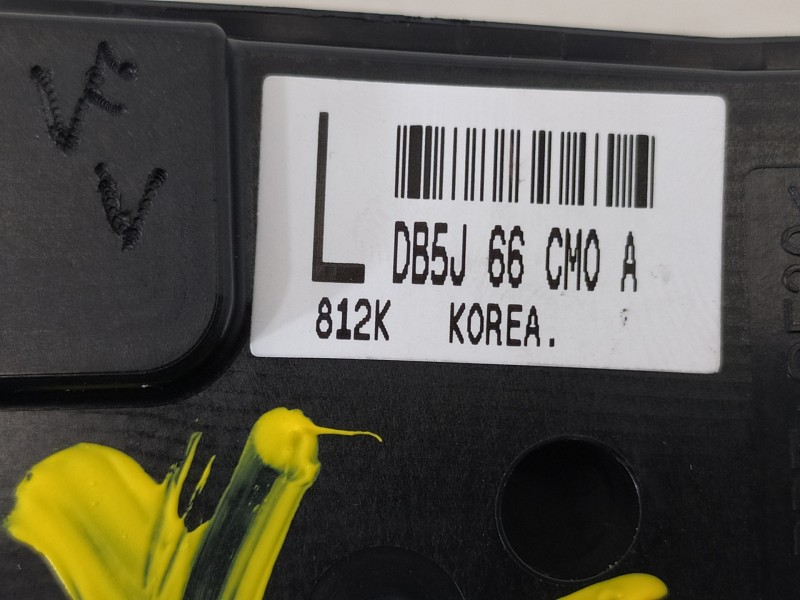 L
DB5J 66 CM0 A
812K KOREA.